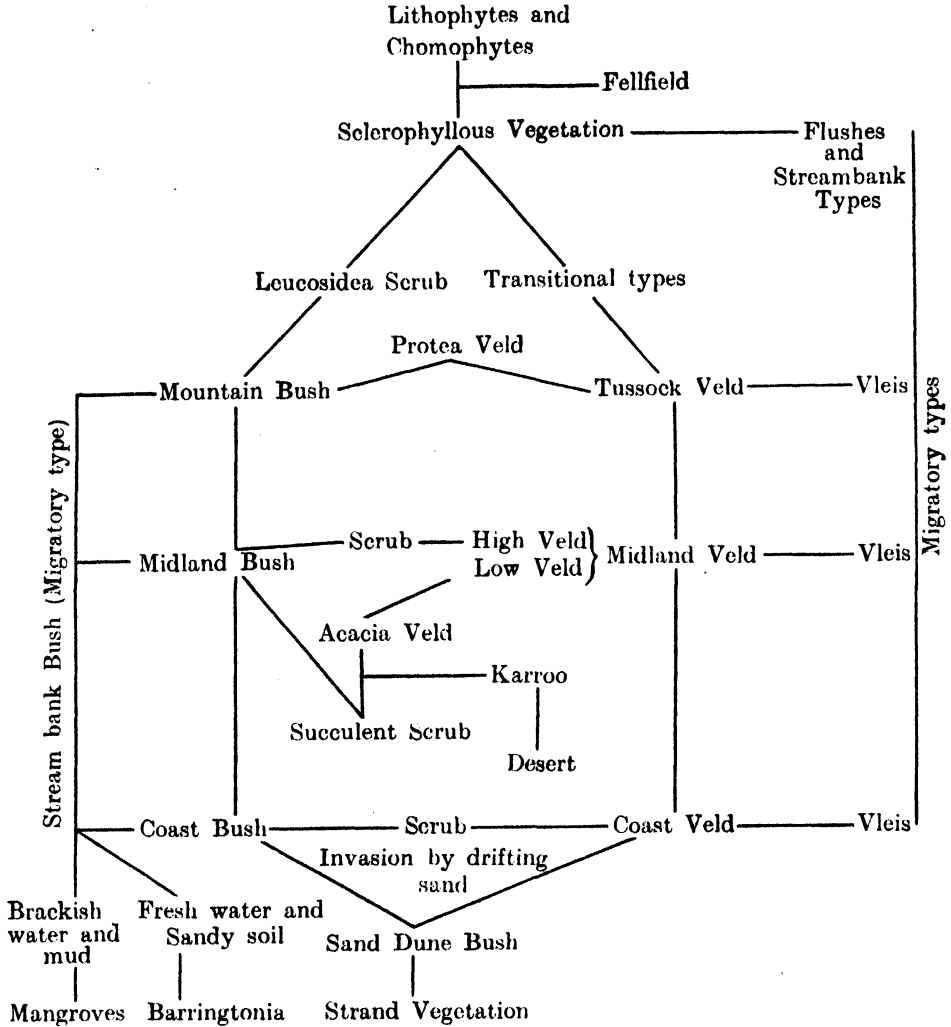 Lithophytes and
Chomophytes
Fellfield
Sclerophyllous Vegetation
Flushes
and
Streambank
Types
Leucosidea Scrub
Transitional types
Protea Veld
Mountain Bush
Tussock Veld
Vleis
Stream bank Bush (Migratory type)
Migratory types
Midland Bush
Scrub
High Veld
Low Veld
Midland Veld
Vleis
Acacia Veld
Karroo
Succulent Scrub
Desert
Coast Bush
Scrub
Coast Veld
Vleis
Invasion by drifting
sand
Brackish
water and
mud
Fresh water and
Sandy soil
Sand Dune Bush
Mangroves
Barringtonia
Strand Vegetation